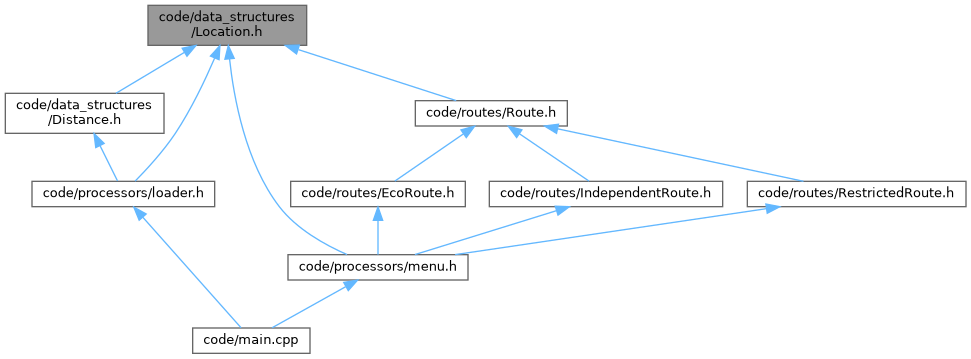 code/data_structures
/Location.h
code/data_structures
/Distance.h
code/routes/Route.h
code/processors/loader.h
code/routes/EcoRoute.h
code/routes/IndependentRoute.h
code/routes/RestrictedRoute.h
code/processors/menu.h
code/main.cpp